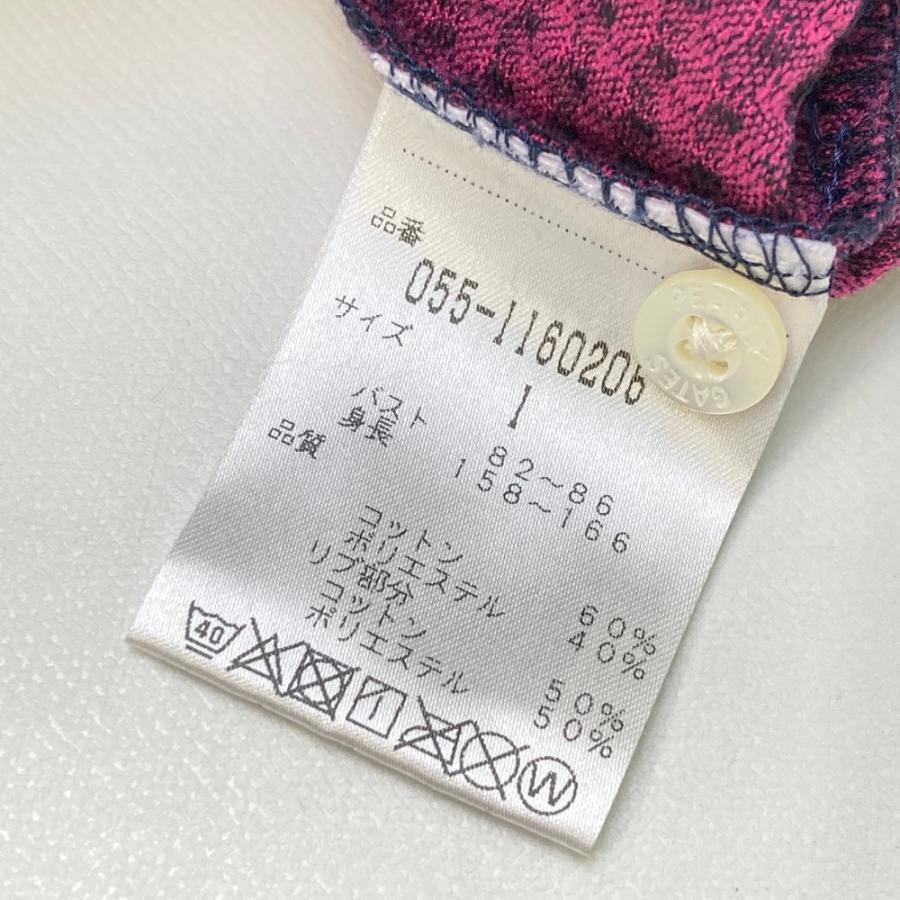 品番
055-1160206
サイズ
1
バスト 82〜86
身長 158〜166
品質
コットン 60%
ポリエステル 40%
リブ部分
コットン 50%
ポリエステル 50%
40
W
GATES